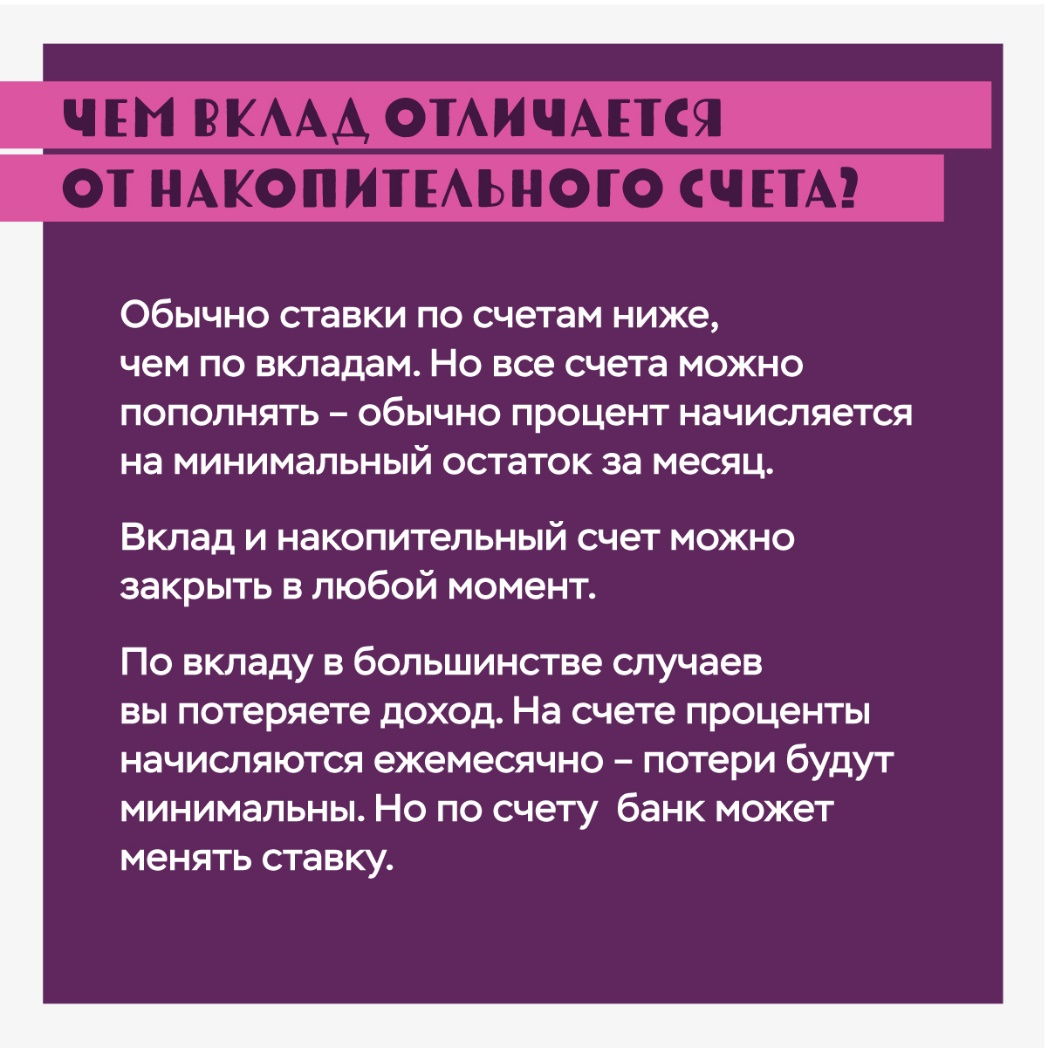 ЧЕМ ВКЛАД ОТЛИЧАЕТСЯ
ОТ НАКОПИТЕЛЬНОГО СЧЕТА?
Обычно ставки по счетам ниже,
чем по вкладам. Но все счета можно
пополнять – обычно процент начисляется
на минимальный остаток за месяц.
Вклад и накопительный счет можно
закрыть в любой момент.
По вкладу в большинстве случаев
вы потеряете доход. На счете проценты
начисляются ежемесячно – потери будут
минимальны. Но по счету  банк может
менять ставку.